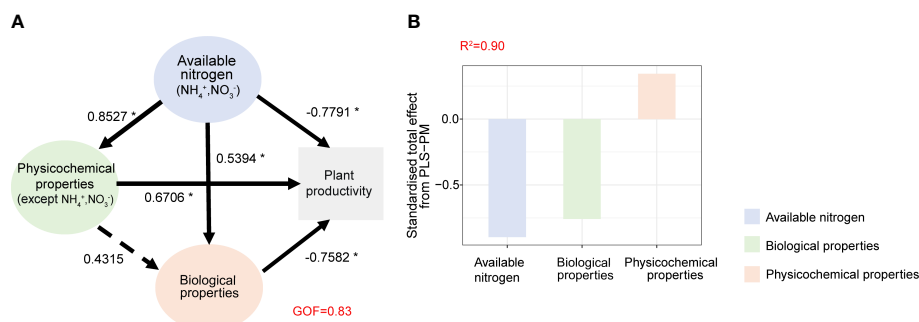 A
Available
nitrogen
(NH₄⁺,NO₃⁻)
0.8527 *
-0.7791 *
0.5394 *
Physicochemical
properties
(except NH₄⁺,NO₃⁻)
0.6706 *
Plant
productivity
0.4315
-0.7582 *
Biological
properties
GOF=0.83
B
R²=0.90
Standardised total effect
from PLS-PM
0.0
-0.5
Available
nitrogen
Biological
properties
Physicochemical
properties
Available nitrogen
Biological properties
Physicochemical properties